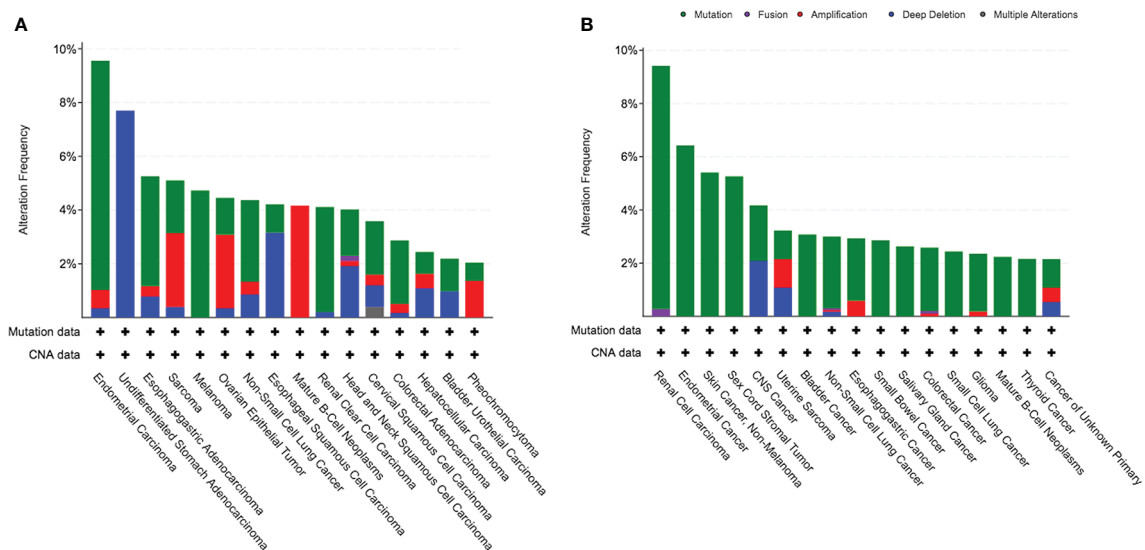 A
B
Mutation Fusion Amplification Deep Deletion Multiple Alterations
Alteration Frequency
10%
8%
6%
4%
2%
Mutation data
CNA data
Endometrial Carcinoma
Undifferentiated Stomach Adenocarcinoma
Esophagogastric Adenocarcinoma
Sarcoma
Melanoma
Ovarian Epithelial Tumor
Non-Small Cell Lung Cancer
Esophageal Squamous Cell Carcinoma
Mature B-Cell Neoplasms
Renal Clear Cell Carcinoma
Head and Neck Squamous Cell Carcinoma
Cervical Squamous Cell Carcinoma
Colorectal Adenocarcinoma
Hepatocellular Carcinoma
Bladder Urothelial Carcinoma
Pheochromocytoma
Alteration Frequency
10%
8%
6%
4%
2%
Mutation data
CNA data
Renal Cell Carcinoma
Endometrial Cancer
Skin Cancer, Non-Melanoma
Sex Cord Stromal Tumor
CNS Cancer
Uterine Sarcoma
Bladder Cancer
Non-Small Cell Lung Cancer
Esophagogastric Cancer
Small Bowel Cancer
Salivary Gland Cancer
Colorectal Cancer
Small Cell Lung Cancer
Glioma
Mature B-Cell Neoplasms
Thyroid Cancer
Cancer of Unknown Primary